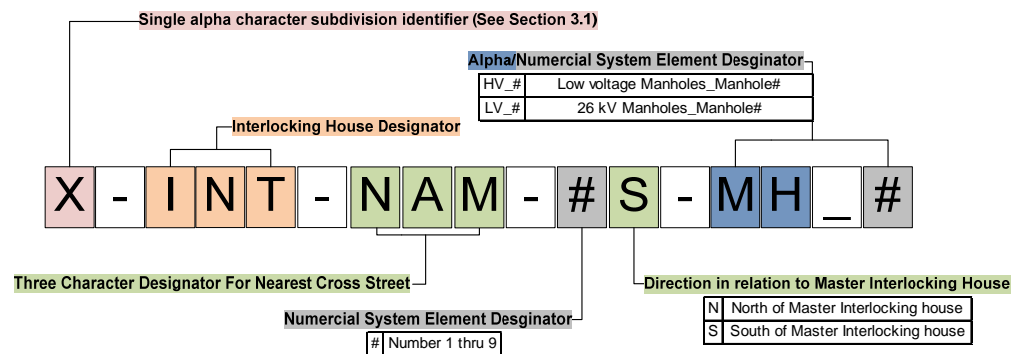 Single alpha character subdivision identifier (See Section 3.1)
Alpha/Numercial System Element Desginator
HV_# Low voltage Manholes_Manhole#
LV_# 26 kV Manholes_Manhole#
Interlocking House Designator
X - I N T - N A M - # S - M H _ #
Three Character Designator For Nearest Cross Street
Direction in relation to Master Interlocking House
N North of Master Interlocking house
S South of Master Interlocking house
Numercial System Element Desginator
# Number 1 thru 9